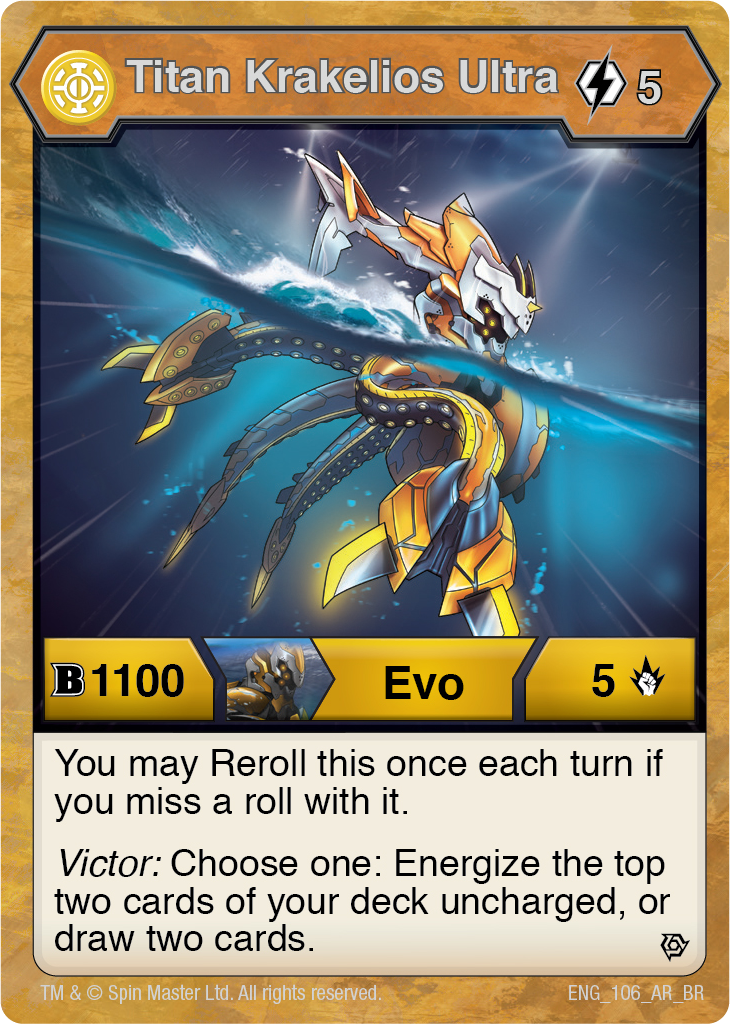 Titan Krakelios Ultra 5
B 1100 Evo 5
You may Reroll this once each turn if
you miss a roll with it.
Victor: Choose one: Energize the top
two cards of your deck uncharged, or
draw two cards.
TM & © Spin Master Ltd. All rights reserved. ENG_106_AR_BR